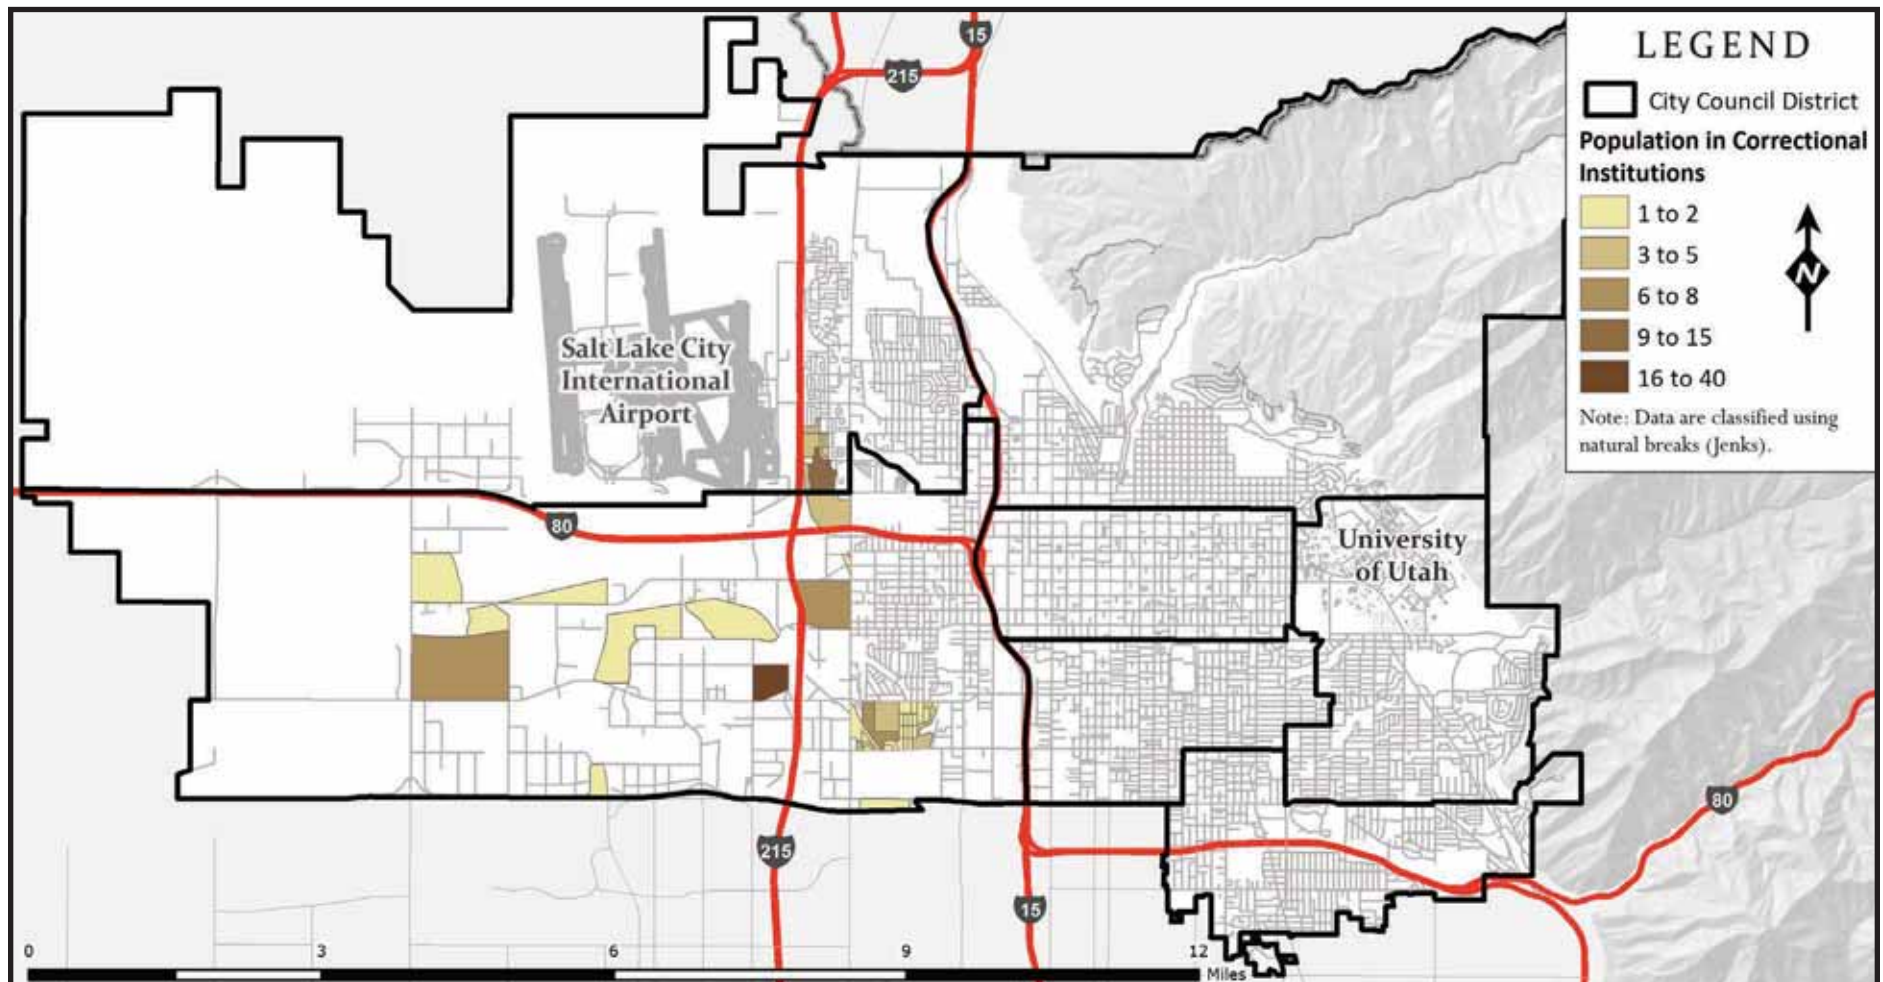 LEGEND
City Council District
Population in Correctional
Institutions
1 to 2
3 to 5
6 to 8
9 to 15
16 to 40
Note: Data are classified using
natural breaks (Jenks).
N
15
215
Salt Lake City
International
Airport
80
University
of Utah
80
215
15
0 3 6 9 12
Miles